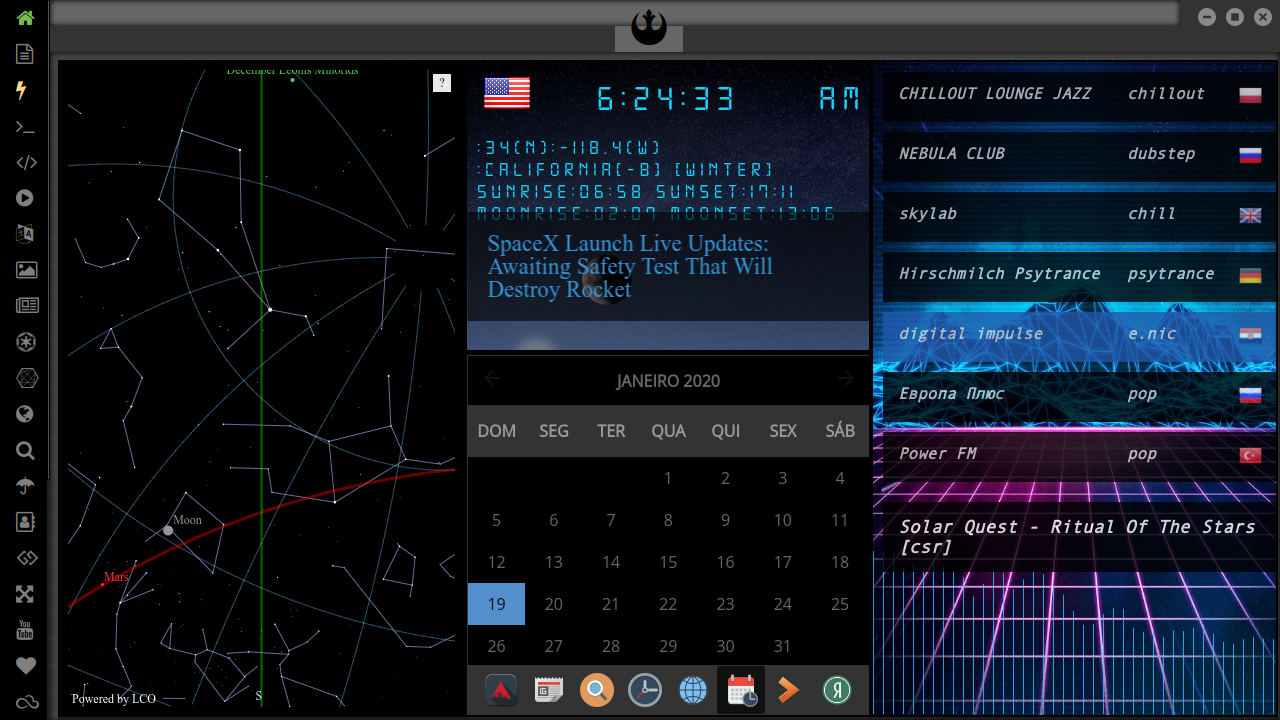 December Leonis Minorids
?
Moon
Mars
Powered by LCO
S
6:24:33 AM
:34(N):-118.4(W)
:CALIFORNIA(-8) (WINTER)
SUNRISE:06:58 SUNSET:17:11
MOONRISE:02:07 MOONSET:13:06
SpaceX Launch Live Updates:
Awaiting Safety Test That Will
Destroy Rocket
JANEIRO 2020
DOM SEG TER QUA QUI SEX SÁB
1 2 3 4
5 6 7 8 9 10 11
12 13 14 15 16 17 18
19 20 21 22 23 24 25
26 27 28 29 30 31
Я
CHILLOUT LOUNGE JAZZ chillout
NEBULA CLUB dubstep
skylab chill
Hirschmilch Psytrance psytrance
digital impulse e.nic
Европа Плюс pop
Power FM pop
Solar Quest - Ritual Of The Stars
[csr]
You
Tube